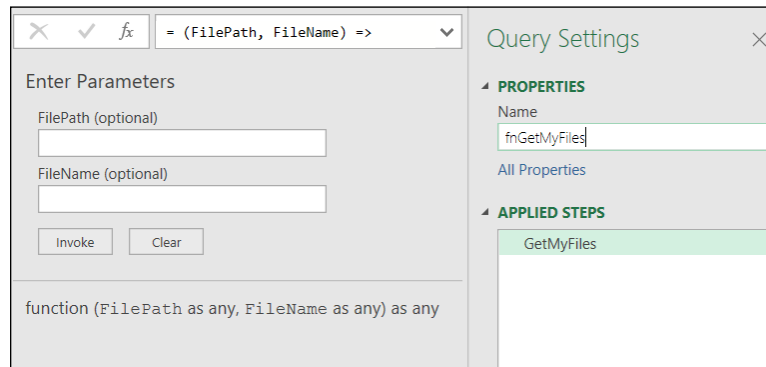 fx = (FilePath, FileName) =>
Enter Parameters
FilePath (optional)
FileName (optional)
Invoke Clear
function (FilePath as any, FileName as any) as any
Query Settings
PROPERTIES
Name
fnGetMyFiles
All Properties
APPLIED STEPS
GetMyFiles